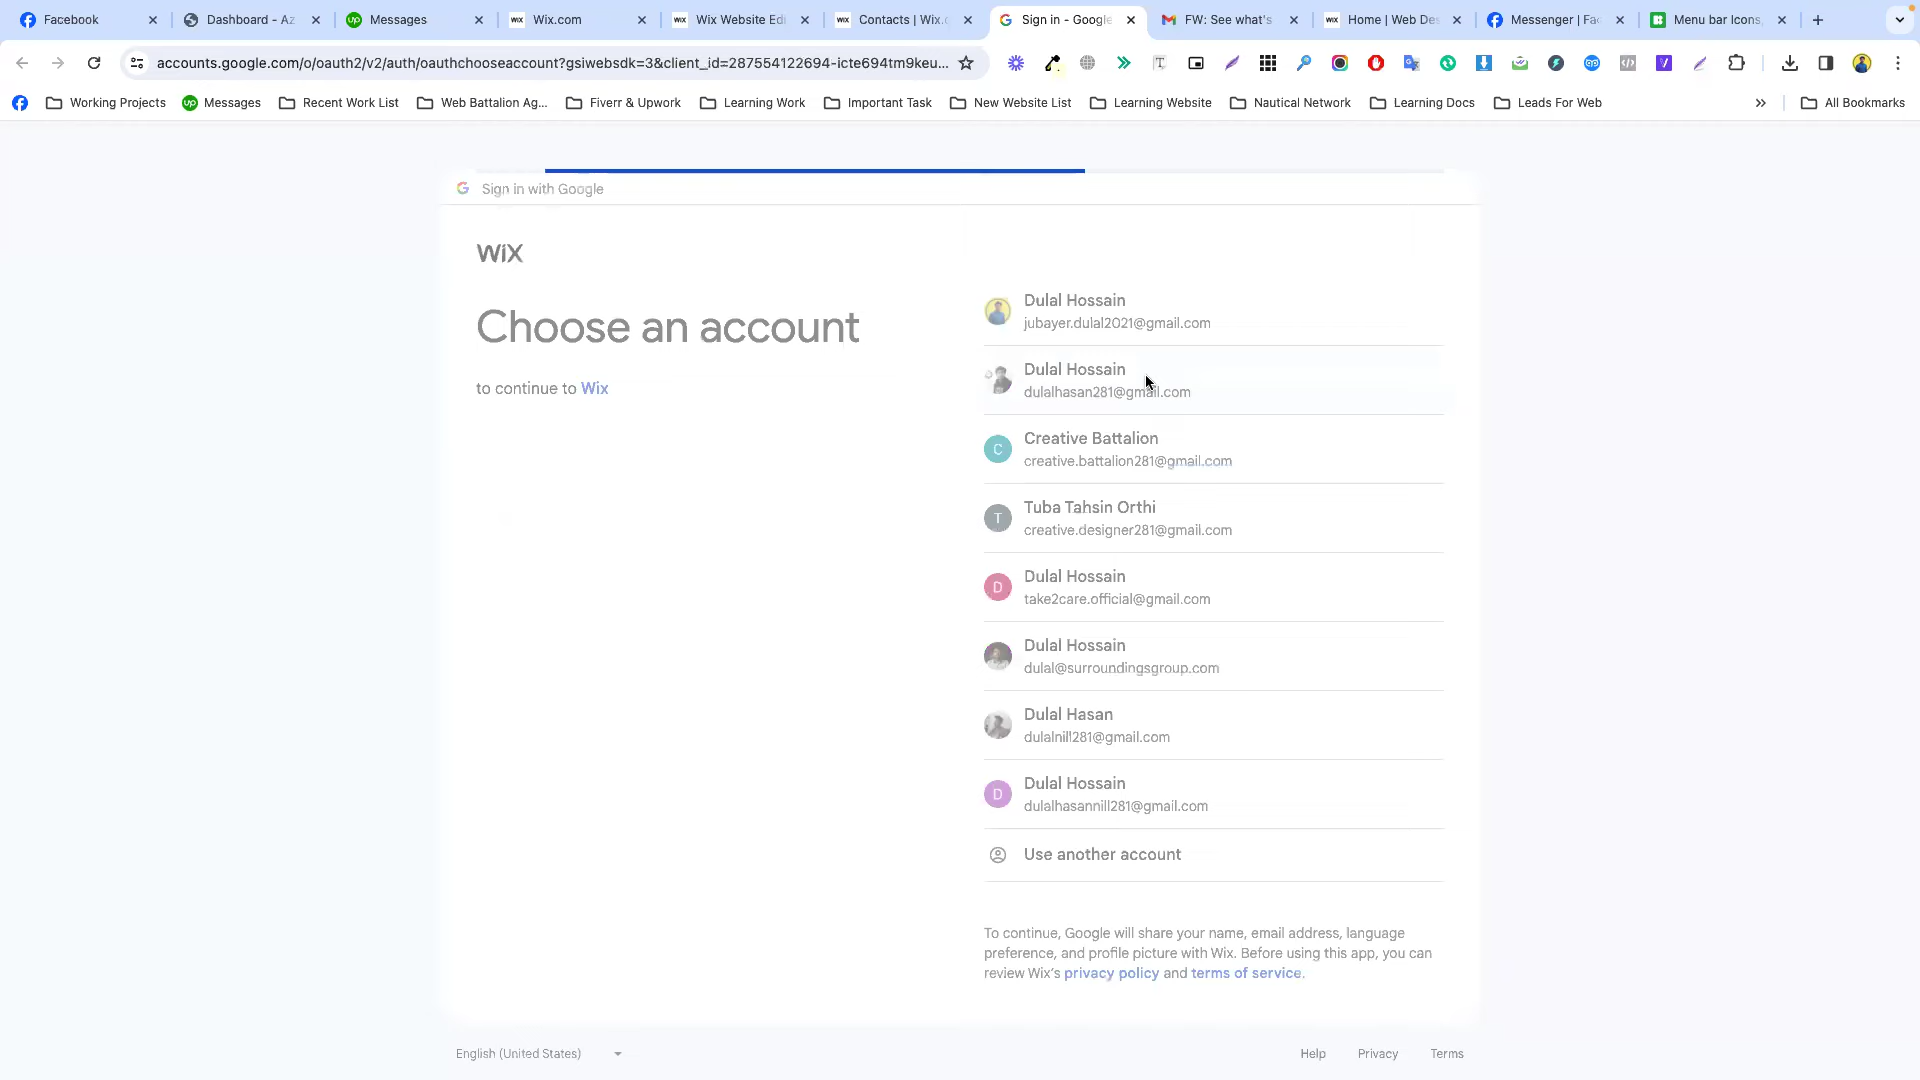 Facebook
Dashboard - Az
Messages
Wix.com
Wix Website Edi
Contacts | Wix.c
Sign in - Google
FW: See what's
Home | Web Des
Messenger | Fac
Menu bar Icons,
accounts.google.com/o/oauth2/v2/auth/oauthchooseaccount?gsiwebsdk=3&client_id=287554122694-icte694tm9keu...
Working Projects
Messages
Recent Work List
Web Battalion Ag...
Fiverr & Upwork
Learning Work
Important Task
New Website List
Learning Website
Nautical Network
Learning Docs
Leads For Web
All Bookmarks
Sign in with Google
WiX
Choose an account
to continue to Wix
Dulal Hossain
jubayer.dulal2021@gmail.com
Dulal Hossain
dulalhasan281@gmail.com
C
Creative Battalion
creative.battalion281@gmail.com
T
Tuba Tahsin Orthi
creative.designer281@gmail.com
D
Dulal Hossain
take2care.official@gmail.com
Dulal Hossain
dulal@surroundingsgroup.com
Dulal Hasan
dulalnill281@gmail.com
D
Dulal Hossain
dulalhasannill281@gmail.com
Use another account
To continue, Google will share your name, email address, language
preference, and profile picture with Wix. Before using this app, you can
review Wix's privacy policy and terms of service.
English (United States)
Help
Privacy
Terms